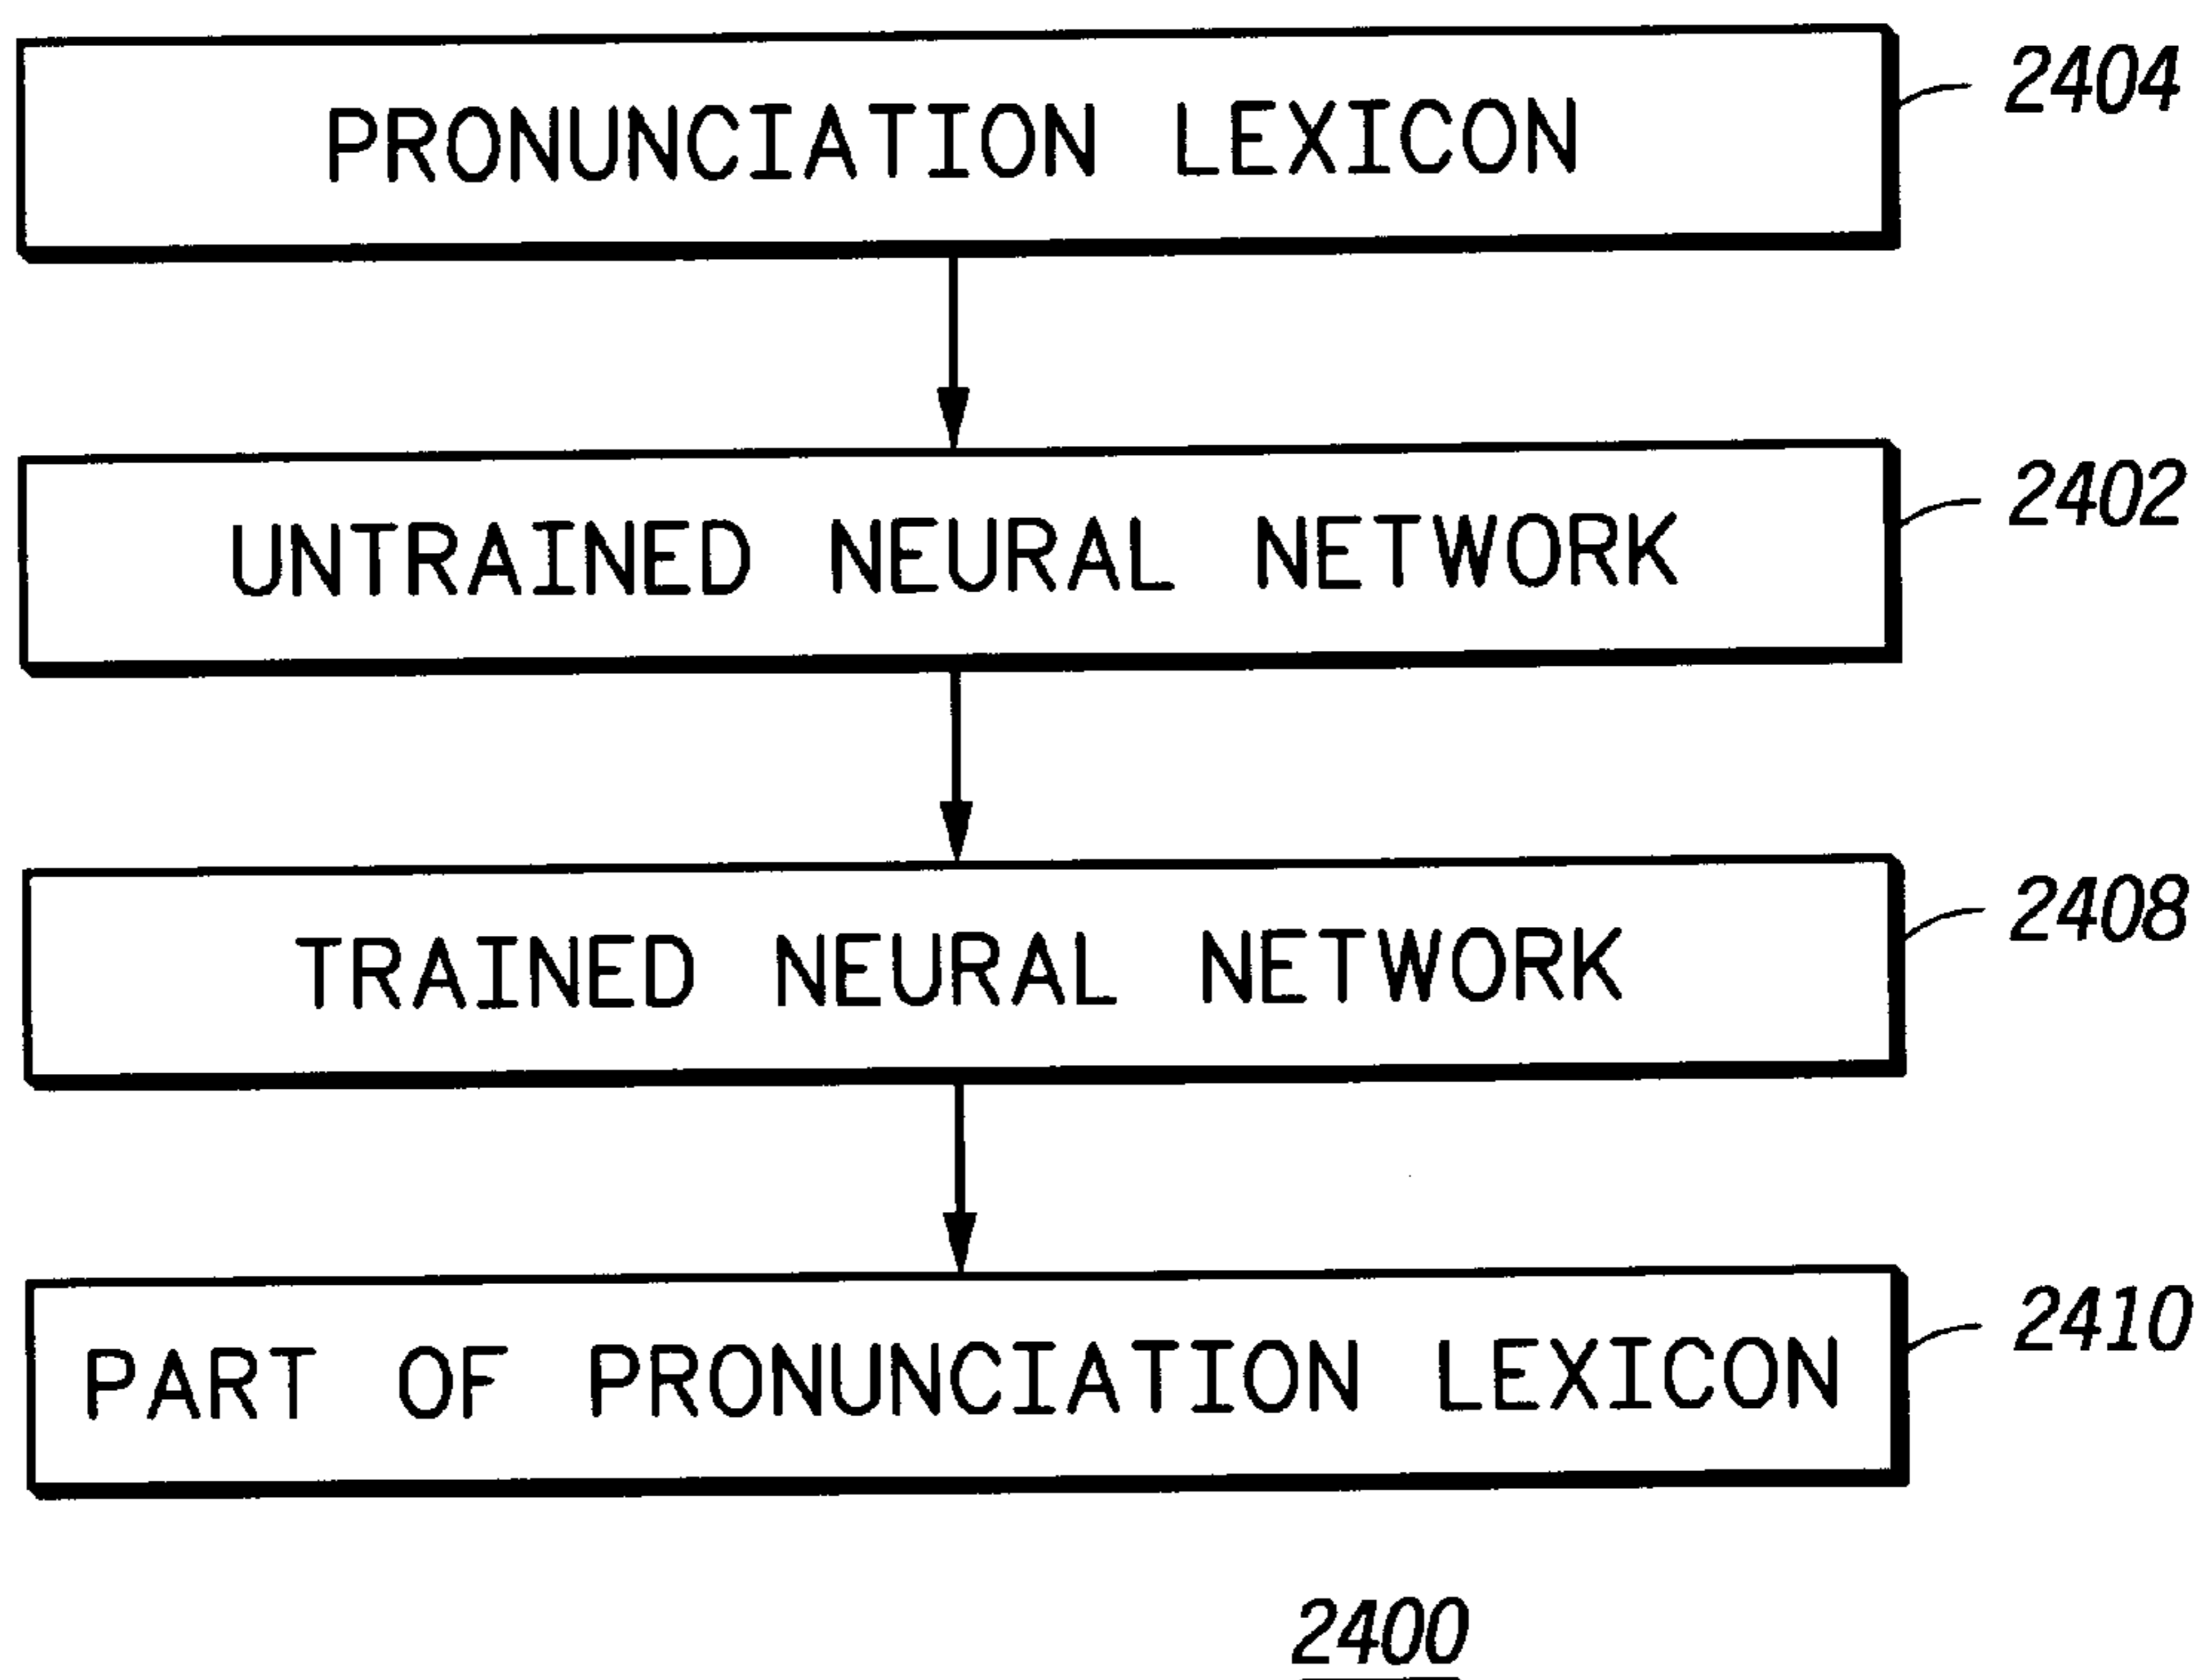 PRONUNCIATION LEXICON
2404
UNTRAINED NEURAL NETWORK
2402
TRAINED NEURAL NETWORK
2408
PART OF PRONUNCIATION LEXICON
2410
2400